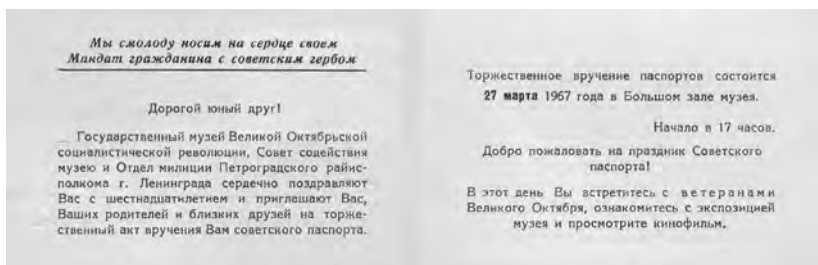 Мы смолоду носим на сердце своем
Мандат гражданина с советским гербом
Дорогой юный друг!
Государственный музей Великой Октябрьской
социалистической революции, Совет содействия
музею и Отдел милиции Петроградского райис-
полкома г. Ленинграда сердечно поздравляют
Вас с шестнадцатилетием и приглашают Вас,
Ваших родителей и близких друзей на торже-
ственный акт вручения Вам советского паспорта.
Торжественное вручение паспортов состоится
27 марта 1967 года в Большом зале музея.
Начало в 17 часов.
Добро пожаловать на праздник Советского
паспорта!
В этот день Вы встретитесь с ветеранами
Великого Октября, ознакомитесь с экспозицией
музея и просмотрите кинофильм.